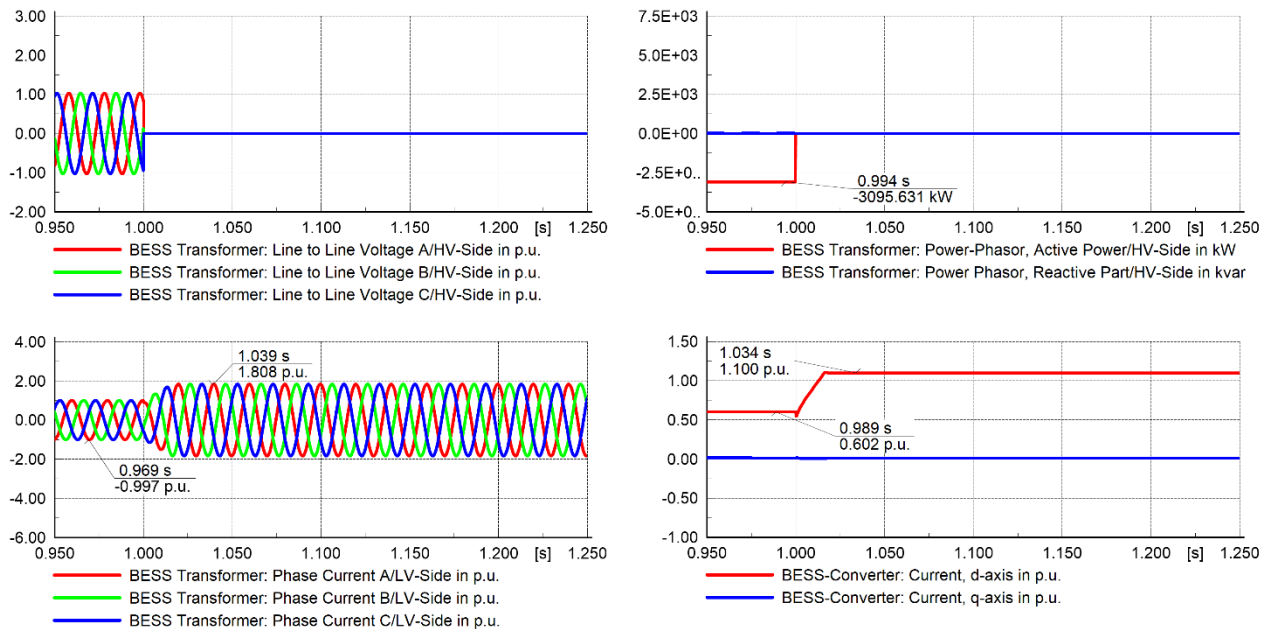 3.00
2.00
1.00
0.00
-1.00
-2.00
0.950 1.000 1.050 1.100 1.150 1.200 [s] 1.250
BESS Transformer: Line to Line Voltage A/HV-Side in p.u.
BESS Transformer: Line to Line Voltage B/HV-Side in p.u.
BESS Transformer: Line to Line Voltage C/HV-Side in p.u.
7.5E+03
5.0E+03
2.5E+03
0.0E+03
-2.5E+0..
-5.0E+0..
0.994 s
-3095.631 kW
0.950 1.000 1.050 1.100 1.150 1.200 [s] 1.250
BESS Transformer: Power-Phasor, Active Power/HV-Side in kW
BESS Transformer: Power Phasor, Reactive Part/HV-Side in kvar
4.00
2.00
0.00
-2.00
-4.00
-6.00
1.039 s
1.808 p.u.
0.969 s
-0.997 p.u.
0.950 1.000 1.050 1.100 1.150 1.200 [s] 1.250
BESS Transformer: Phase Current A/LV-Side in p.u.
BESS Transformer: Phase Current B/LV-Side in p.u.
BESS Transformer: Phase Current C/LV-Side in p.u.
1.50
1.00
0.50
0.00
-0.50
-1.00
1.034 s
1.100 p.u.
0.989 s
0.602 p.u.
0.950 1.000 1.050 1.100 1.150 1.200 [s] 1.250
BESS-Converter: Current, d-axis in p.u.
BESS-Converter: Current, q-axis in p.u.